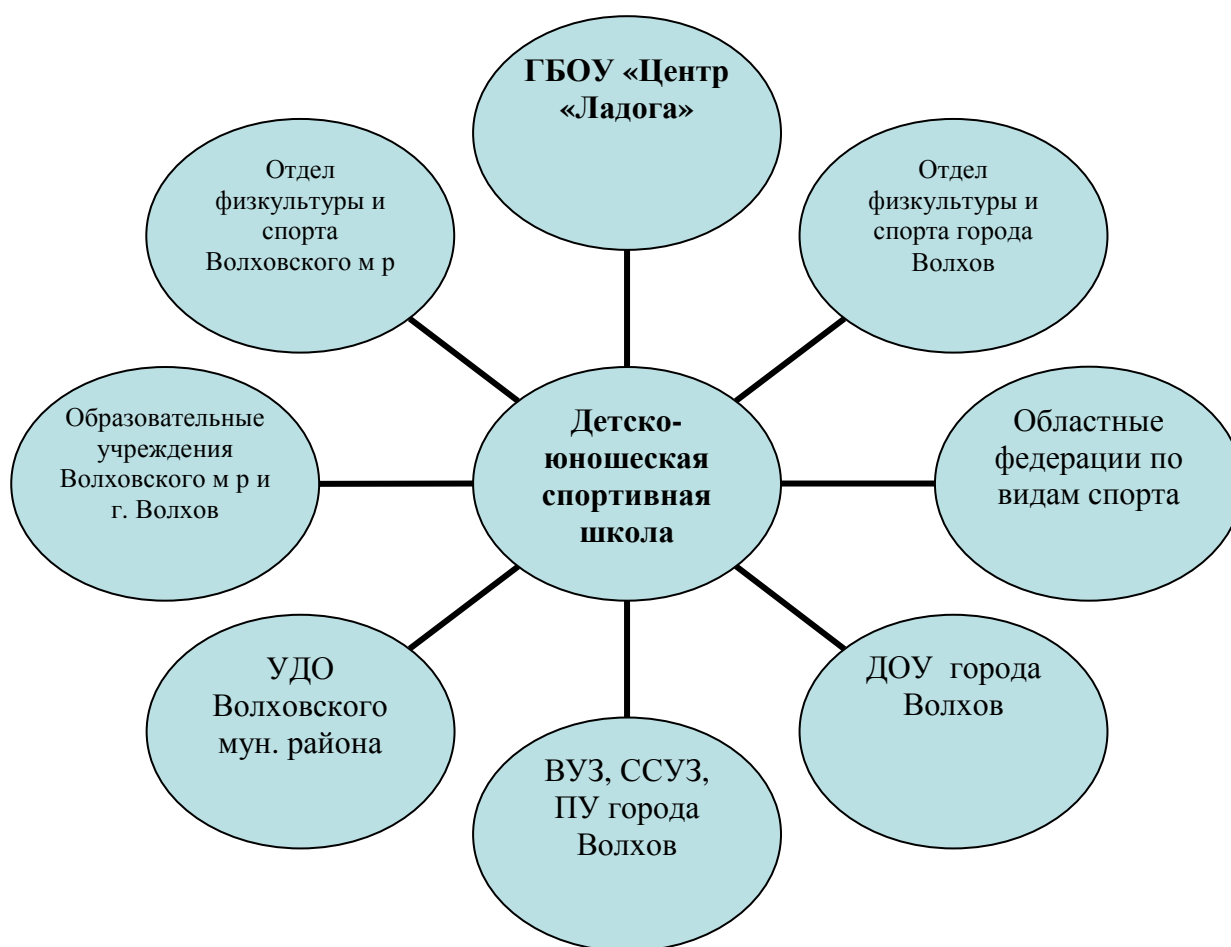 ГБОУ «Центр
«Ладога»
Отдел
физкультуры и
спорта
Волховского м р
Отдел
физкультуры и
спорта города
Волхов
Образовательные
учреждения
Волховского м р и
г. Волхов
Детско-
юношеская
спортивная
школа
Областные
федерации по
видам спорта
УДО
Волховского
мун. района
ДОУ города
Волхов
ВУЗ, ССУЗ,
ПУ города
Волхов